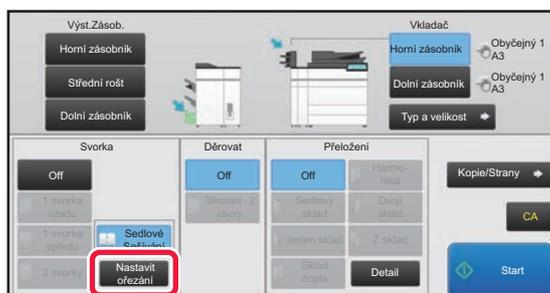 Výst.Zásob.
Vkladač
Horní zásobník
Střední rošt
Dolní zásobník
Horní zásobník
Obyčejný 1
A3
Dolní zásobník
Obyčejný 1
A3
Typ a velikost
Svorka
Děrovat
Přeložení
Off
1 svorka
vzadu
1 svorka
vpředu
Sedlové
Sešívání
2 svorky
Nastavit
ořezání
Off
Děrování - 2
otvory
Off
Harmo-
nika
Sedlový
sklad
Dvojí
sklad
Jeden sklad
Z sklad
Sklad
dopis
Detail
Kopie/Strany
CA
Start